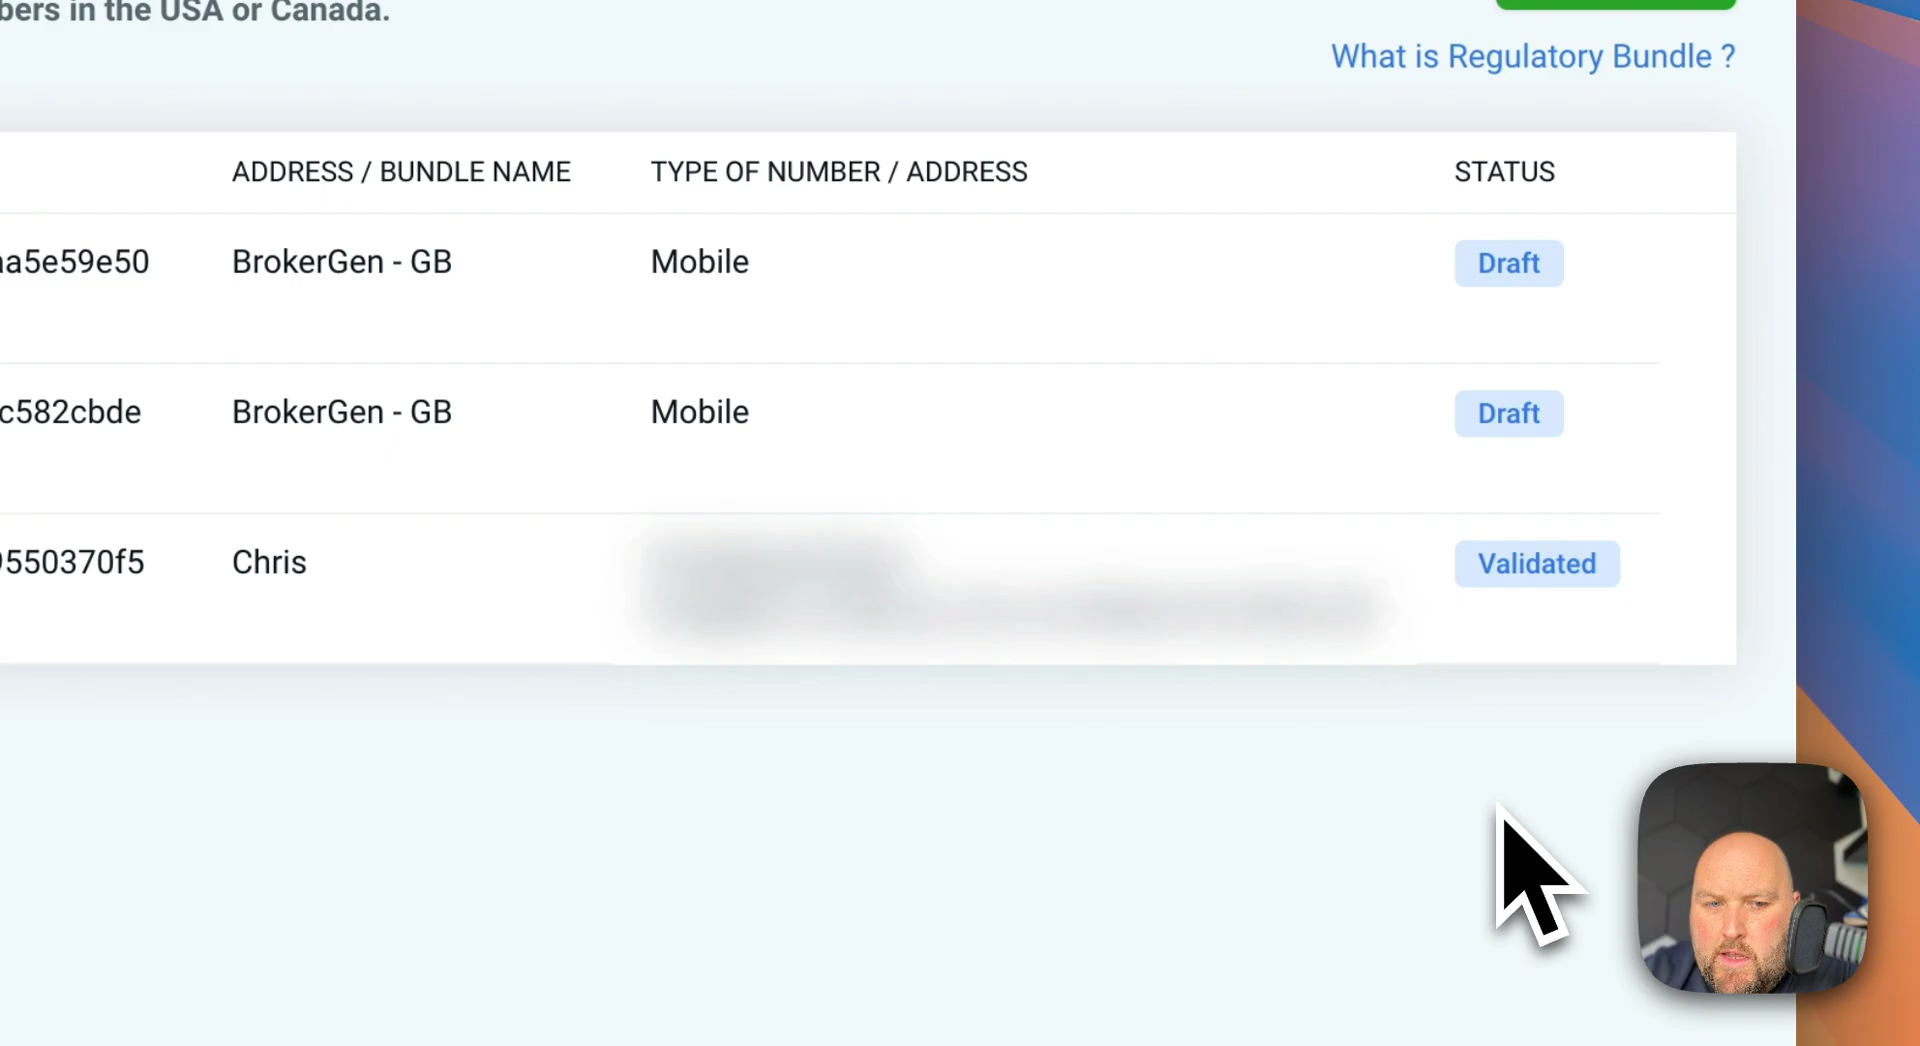 bers in the USA or Canada.
What is Regulatory Bundle ?
ADDRESS / BUNDLE NAME TYPE OF NUMBER / ADDRESS STATUS
a5e59e50 BrokerGen - GB Mobile Draft
c582cbde BrokerGen - GB Mobile Draft
550370f5 Chris Validated